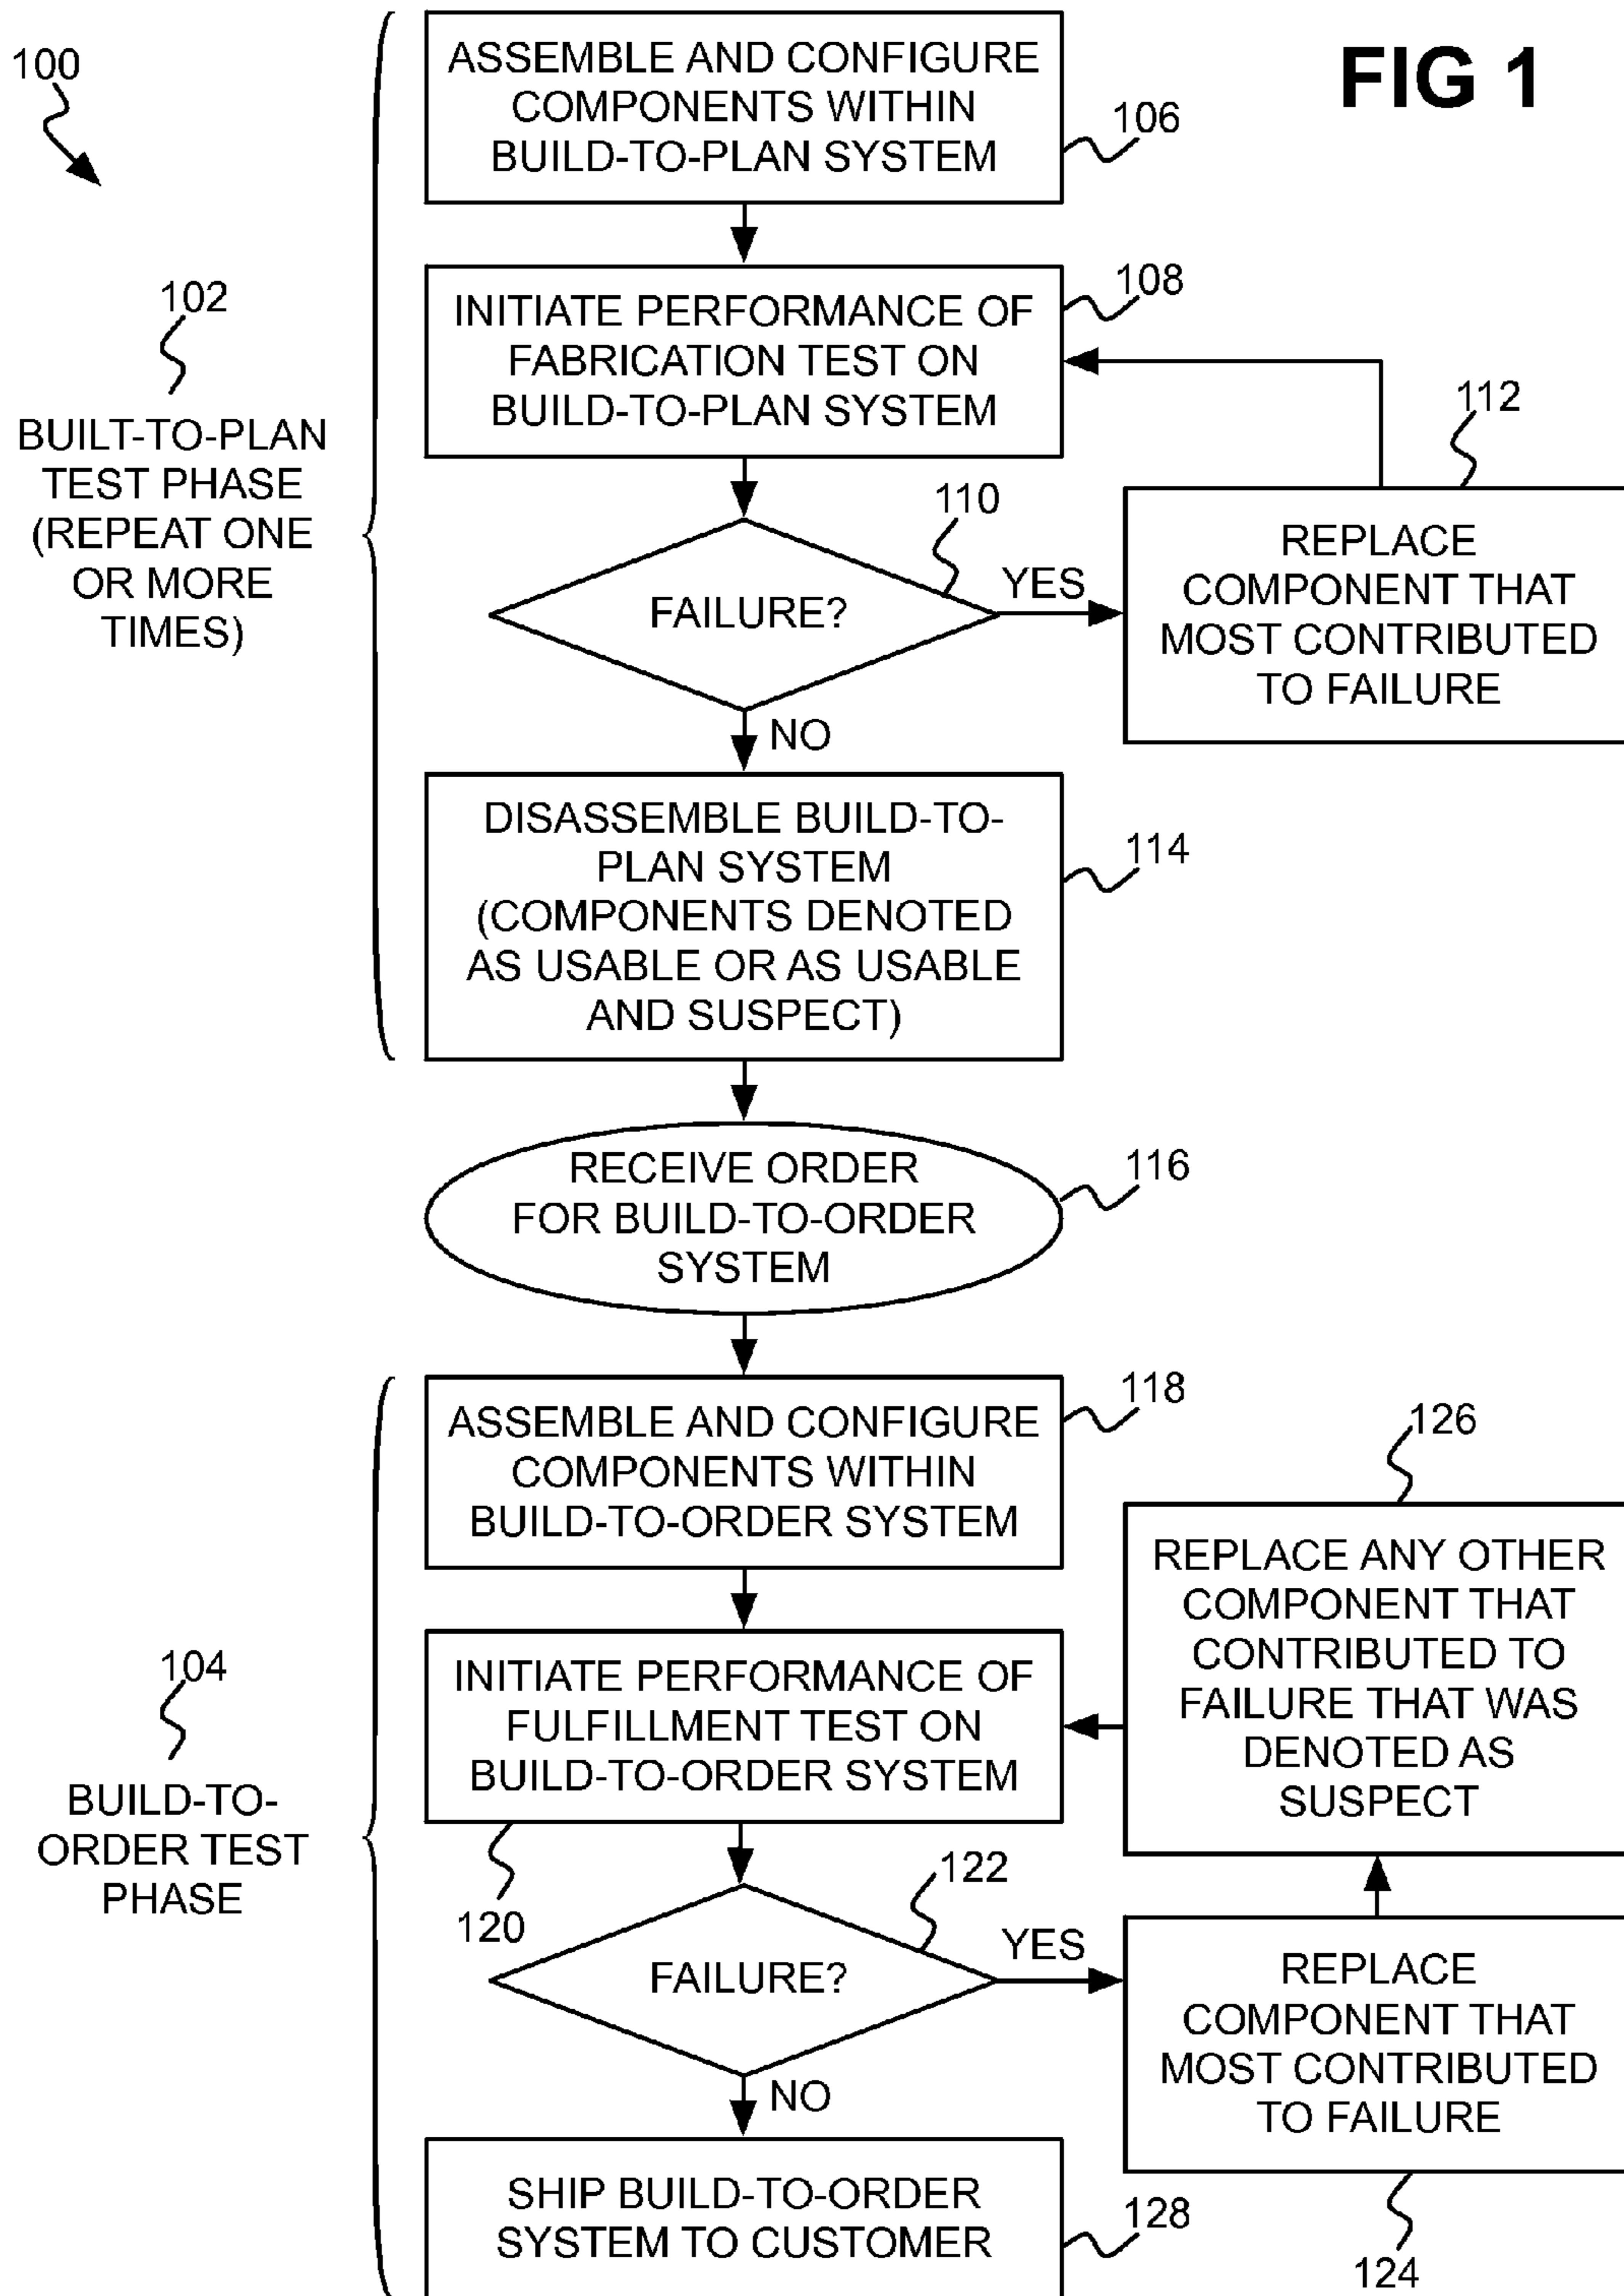 FIG 1
100
ASSEMBLE AND CONFIGURE
COMPONENTS WITHIN
BUILD-TO-PLAN SYSTEM
106
102
BUILT-TO-PLAN
TEST PHASE
(REPEAT ONE
OR MORE
TIMES)
INITIATE PERFORMANCE OF
FABRICATION TEST ON
BUILD-TO-PLAN SYSTEM
108
110
FAILURE?
YES
112
REPLACE
COMPONENT THAT
MOST CONTRIBUTED
TO FAILURE
NO
DISASSEMBLE BUILD-TO-
PLAN SYSTEM
(COMPONENTS DENOTED
AS USABLE OR AS USABLE
AND SUSPECT)
114
RECEIVE ORDER
FOR BUILD-TO-ORDER
SYSTEM
116
ASSEMBLE AND CONFIGURE
COMPONENTS WITHIN
BUILD-TO-ORDER SYSTEM
118
104
BUILD-TO-
ORDER TEST
PHASE
INITIATE PERFORMANCE OF
FULFILLMENT TEST ON
BUILD-TO-ORDER SYSTEM
120
126
REPLACE ANY OTHER
COMPONENT THAT
CONTRIBUTED TO
FAILURE THAT WAS
DENOTED AS
SUSPECT
122
FAILURE?
YES
REPLACE
COMPONENT THAT
MOST CONTRIBUTED
TO FAILURE
124
NO
SHIP BUILD-TO-ORDER
SYSTEM TO CUSTOMER
128